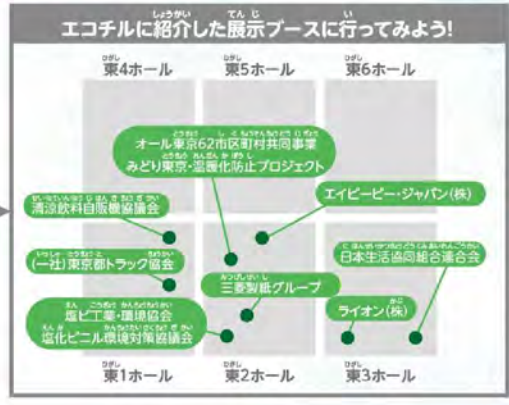 エコチルに紹介した展示ブースに行ってみよう!
東4ホール
東5ホール
東6ホール
オール東京62市区町村共同事業
みどり東京・温暖化防止プロジェクト
清涼飲料自販機協議会
エイピーピー・ジャパン(株)
(一社)東京都トラック協会
日本生活協同組合連合会
三菱製紙グループ
塩ビ工業・環境協会
塩化ビニル環境対策協議会
ライオン(株)
東1ホール
東2ホール
東3ホール